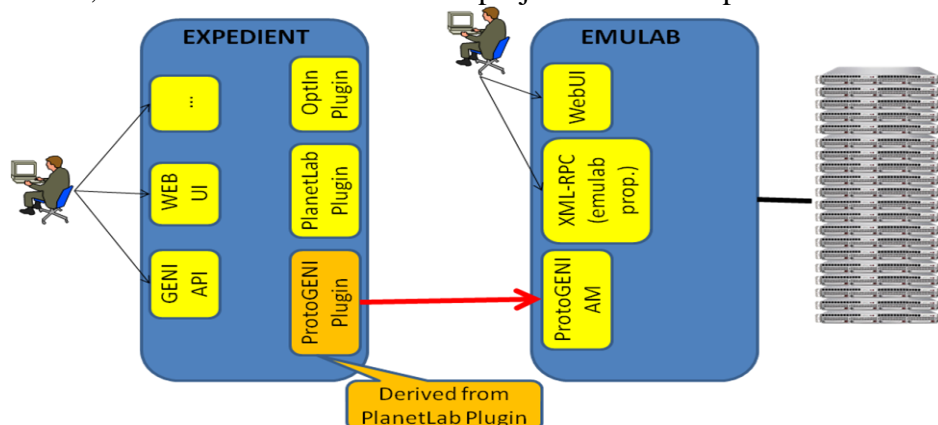 EXPEDIENT
...
WEB
UI
GENI
API
OptIn
Plugin
PlanetLab
Plugin
ProtoGENI
Plugin
Derived from
PlanetLab Plugin
EMULAB
WebUI
XML-RPC
(emulab
prop.)
ProtoGENI
AM